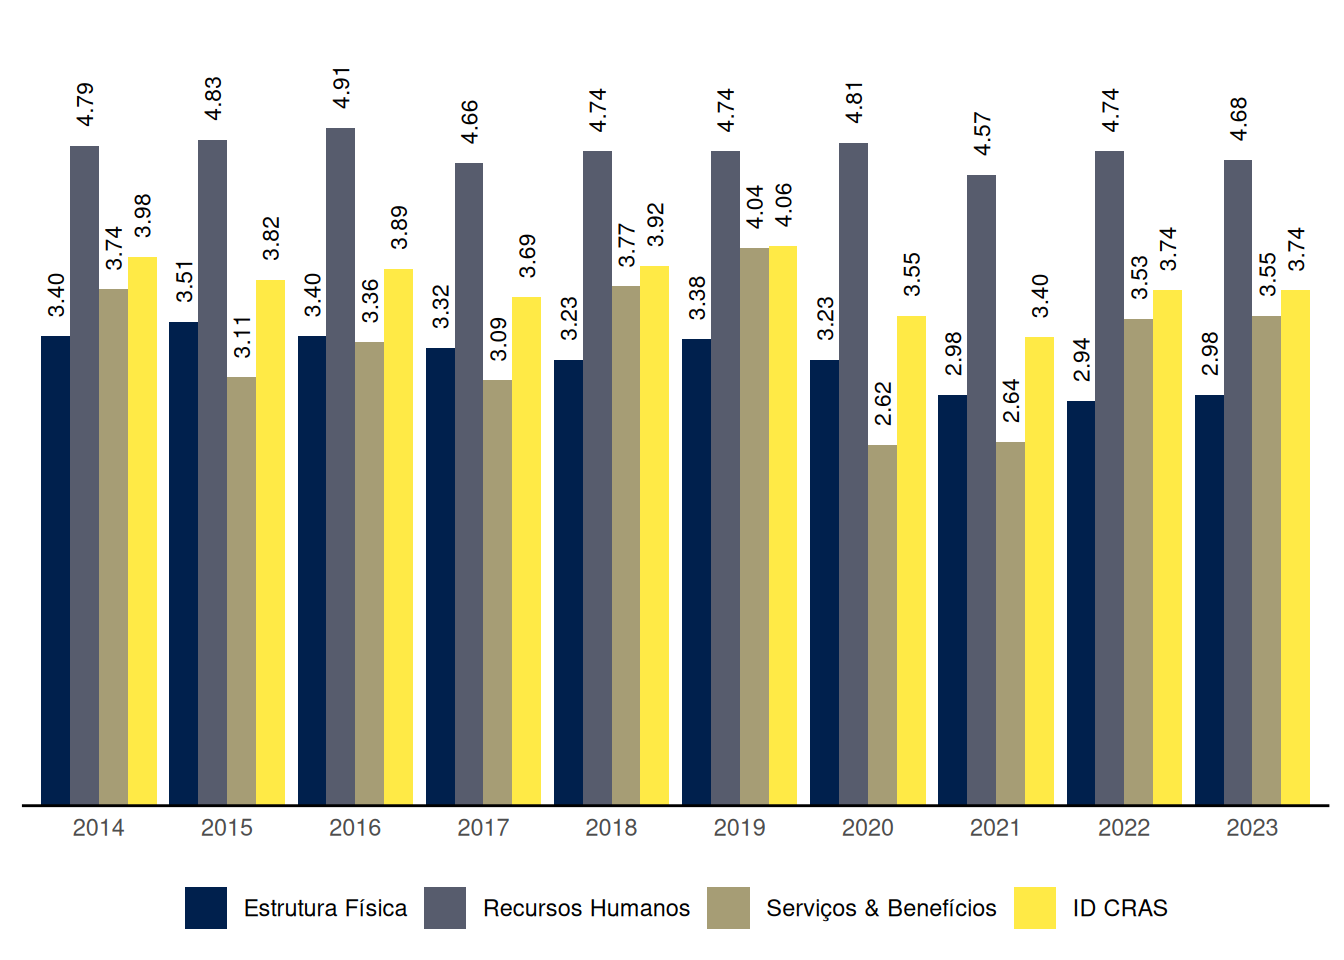 3.40 4.79 3.74 3.98
3.51 4.83 3.11 3.82
3.40 4.91 3.36 3.89
3.32 4.66 3.09 3.69
3.23 4.74 3.77 3.92
3.38 4.74 4.04 4.06
3.23 4.81 2.62 3.55
2.98 4.57 2.64 3.40
2.94 4.74 3.53 3.74
2.98 4.68 3.55 3.74
2014 2015 2016 2017 2018 2019 2020 2021 2022 2023
Estrutura Física Recursos Humanos Serviços & Benefícios ID CRAS